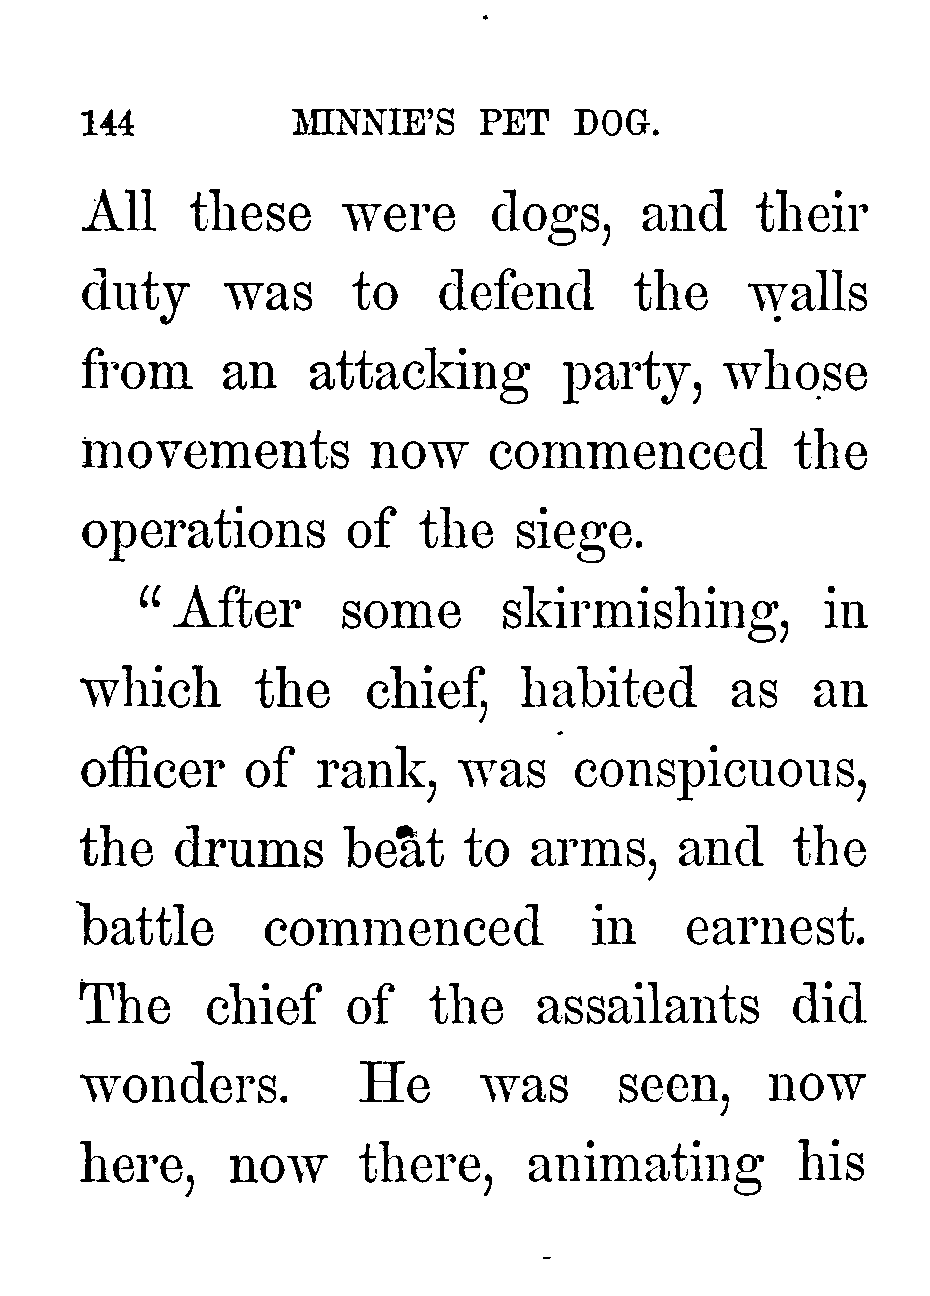 144 MINNIE'S PET DOG.
All these were dogs, and their
duty was to defend the walls
from an attacking party, whose
movements now commenced the
operations of the siege.
“After some skirmishing, in
which the chief, habited as an
officer of rank, was conspicuous,
the drums beat to arms, and the
battle commenced in earnest.
The chief of the assailants did
wonders. He was seen, now
here, now there, animating his